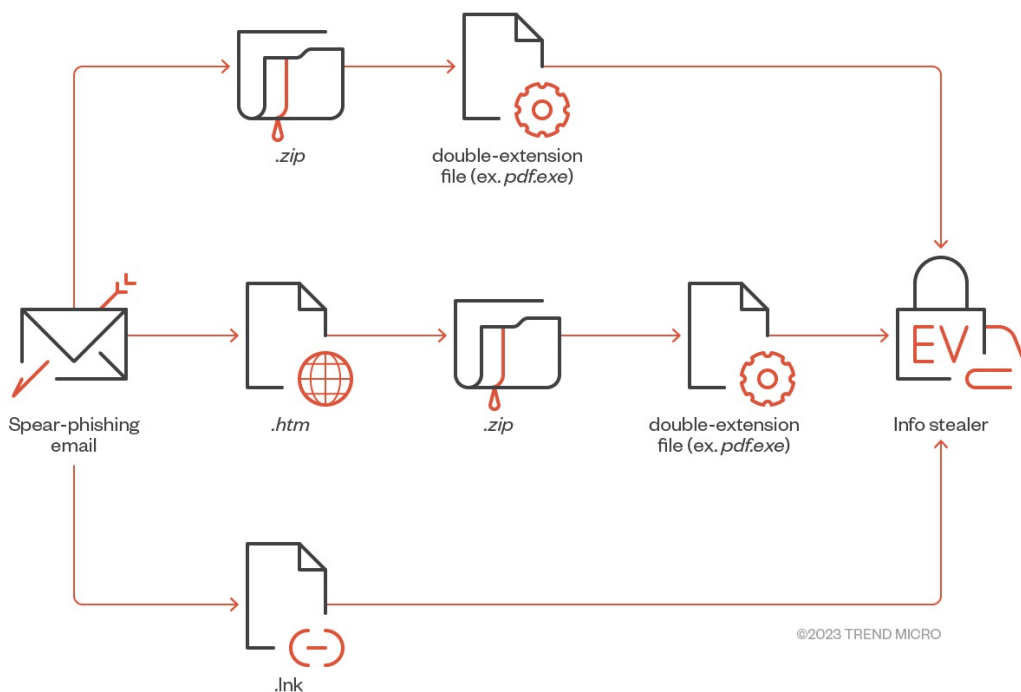 .zip
double-extension
file (ex. pdf.exe)
Spear-phishing
email
.htm
.zip
double-extension
file (ex. pdf.exe)
EV
Info stealer
.lnk
©2023 TREND MICRO